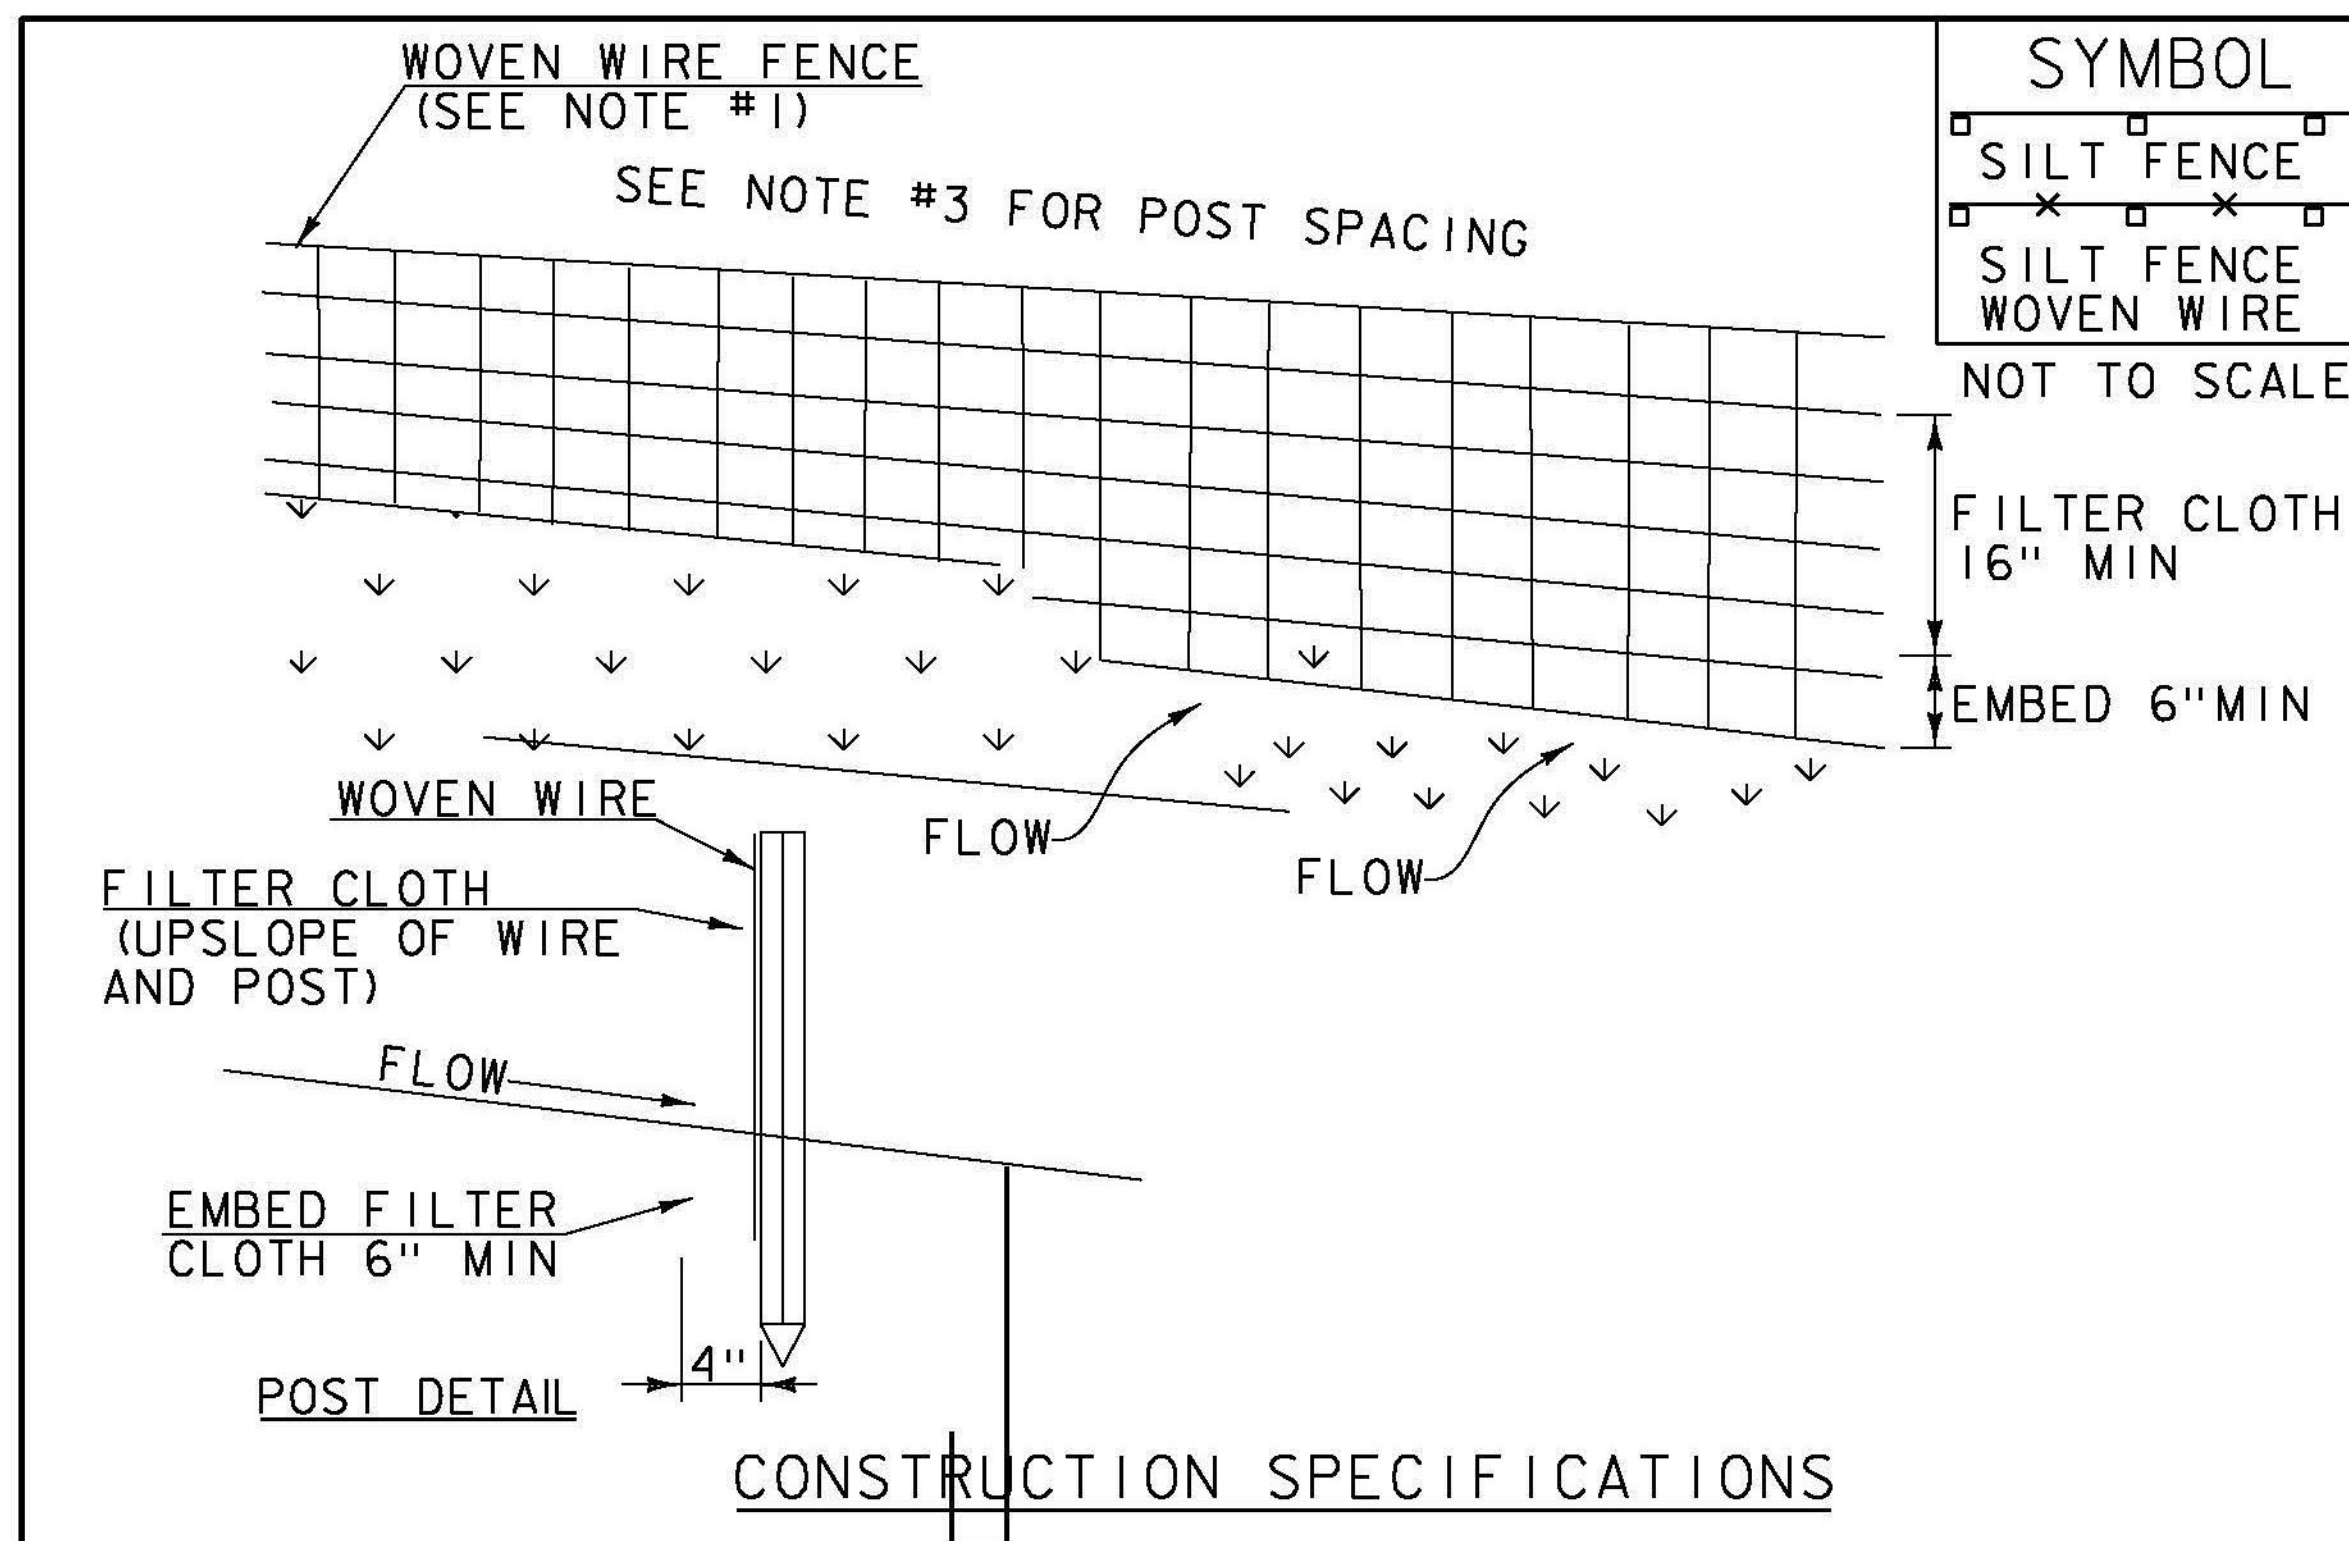 WOVEN WIRE FENCE
(SEE NOTE #1)
SEE NOTE #3 FOR POST SPACING
SYMBOL
SILT FENCE
SILT FENCE
WOVEN WIRE
NOT TO SCALE
FILTER CLOTH
16" MIN
EMBED 6"MIN
WOVEN WIRE
FLOW
FLOW
FILTER CLOTH
(UPSLOPE OF WIRE
AND POST)
FLOW
EMBED FILTER
CLOTH 6" MIN
4"
POST DETAIL
CONSTRUCTION SPECIFICATIONS